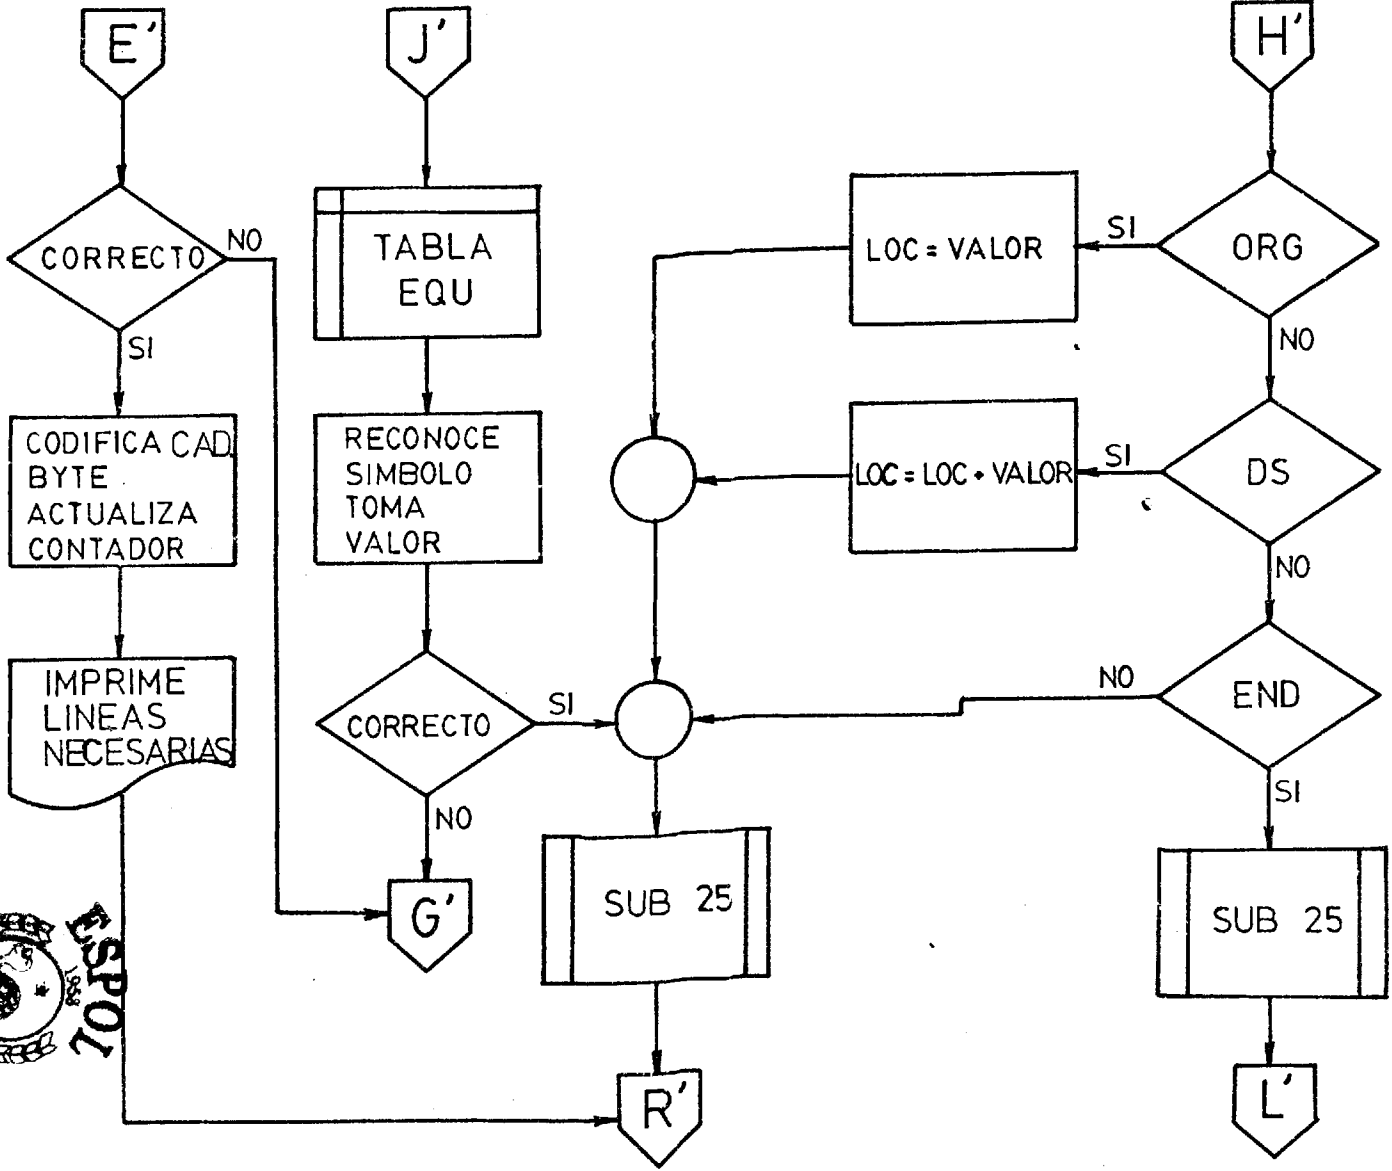 E'
CORRECTO
NO
SI
CODIFICA CAD.
BYTE
ACTUALIZA
CONTADOR
IMPRIME
LINEAS
NECESARIAS
J'
TABLA
EQU
RECONOCE
SIMBOLO
TOMA
VALOR
CORRECTO
SI
NO
G'
SUB 25
R'
H'
ORG
SI
LOC = VALOR
NO
DS
SI
LOC = LOC + VALOR
NO
END
NO
SI
SUB 25
L'
ESPOL
1958